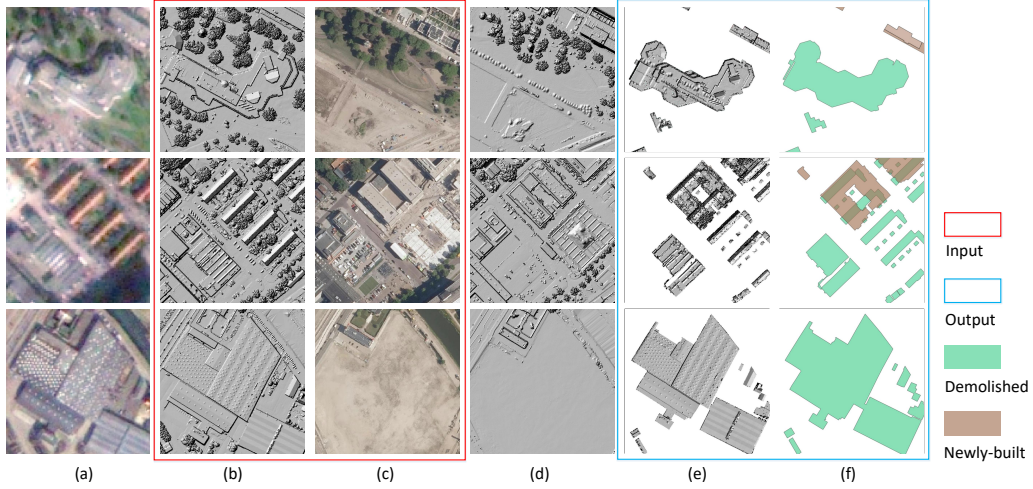 Input
Output
Demolished
Newly-built
(a) (b) (c) (d) (e) (f)